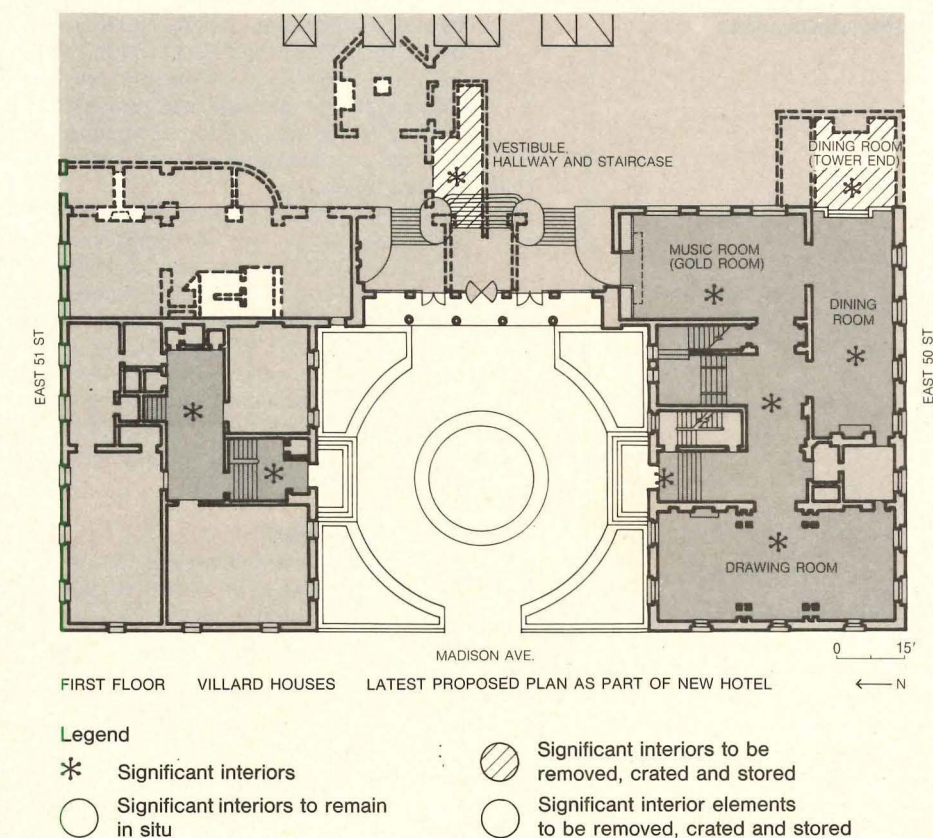 VESTIBULE,
HALLWAY AND STAIRCASE
DINING ROOM
(TOWER END)
MUSIC ROOM
(GOLD ROOM)
DINING
ROOM
EAST 51 ST
EAST 50 ST
DRAWING ROOM
MADISON AVE.
0 15'
FIRST FLOOR VILLARD HOUSES LATEST PROPOSED PLAN AS PART OF NEW HOTEL ← N
Legend
Significant interiors
Significant interiors to remain
in situ
Significant interiors to be
removed, crated and stored
Significant interior elements
to be removed, crated and stored